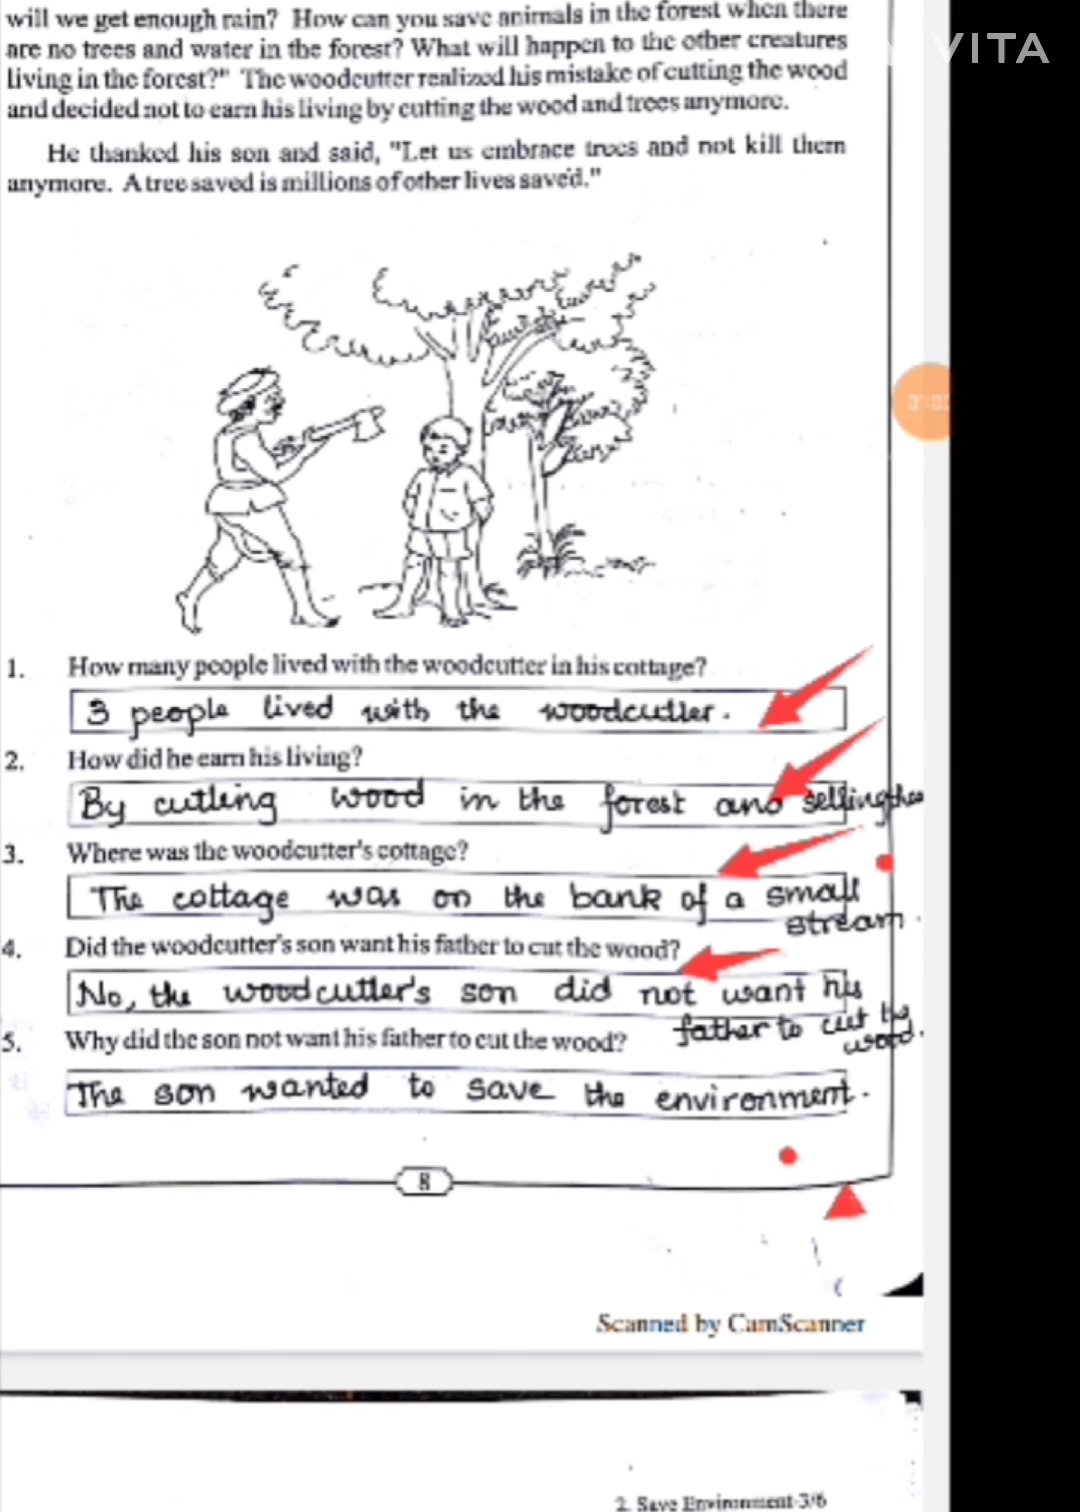 will we get enough rain? How can you save animals in the forest when there
are no trees and water in the forest? What will happen to the other creatures
living in the forest?" The woodcutter realized his mistake of cutting the wood
and decided not to earn his living by cutting the wood and trees anymore.
He thanked his son and said, "Let us embrace trees and not kill them
anymore. A tree saved is millions of other lives saved."
VITA
1. How many people lived with the woodcutter in his cottage?
3 people lived with the woodcutter.
2. How did he earn his living?
By cutting wood in the forest and selling
3. Where was the woodcutter's cottage?
The cottage was on the bank of a small
stream.
4. Did the woodcutter's son want his father to cut the wood?
No, the woodcutter's son did not want his
father to cut the
wood.
5. Why did the son not want his father to cut the wood?
The son wanted to save the environment.
8
Scanned by CamScanner
2. Save Environment-3/6